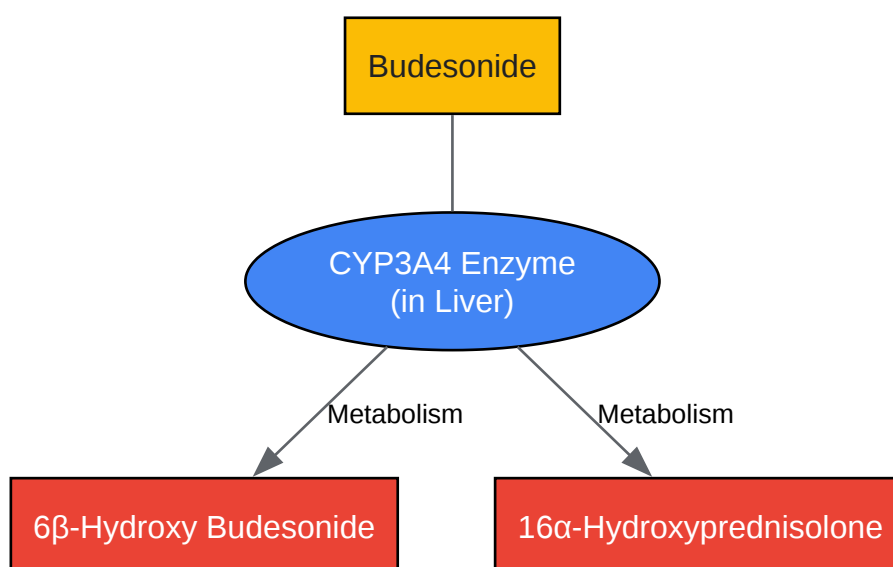 Budesonide
CYP3A4 Enzyme
(in Liver)
Metabolism
Metabolism
6β-Hydroxy Budesonide
16α-Hydroxyprednisolone